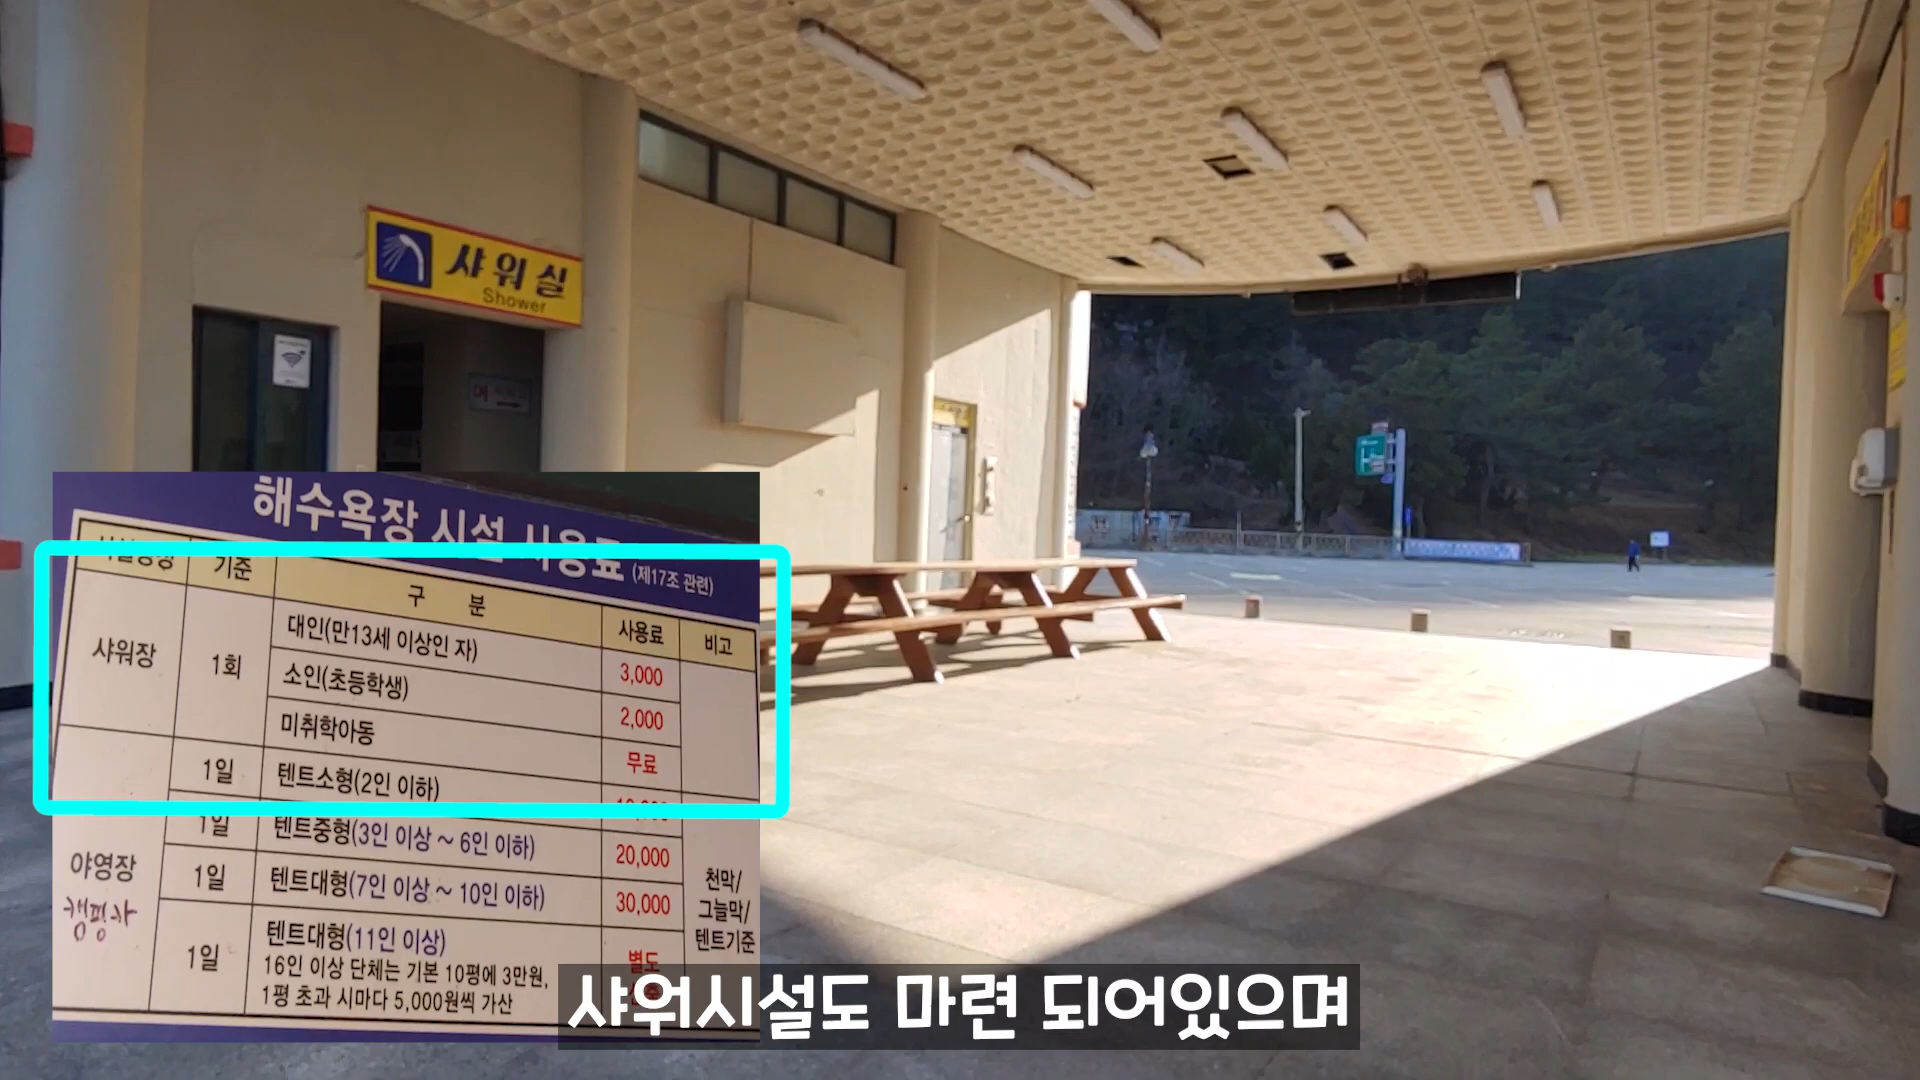 샤워실
Shower
해수욕장 시설 사용료 (제17조 관련)
기준 구 분 사용료 비고
샤워장 1회 대인(만13세 이상인 자) 3,000
소인(초등학생) 2,000
미취학아동 무료
1일 텐트소형(2인 이하)
1일 텐트중형(3인 이상 ~ 6인 이하) 20,000
야영장 캠핑카 1일 텐트대형(7인 이상 ~ 10인 이하) 30,000
천막/
그늘막/
텐트기준
1일 텐트대형(11인 이상) 별도
16인 이상 단체는 기본 10평에 3만원,
1평 초과 시마다 5,000원씩 가산
샤워시설도 마련 되어있으며